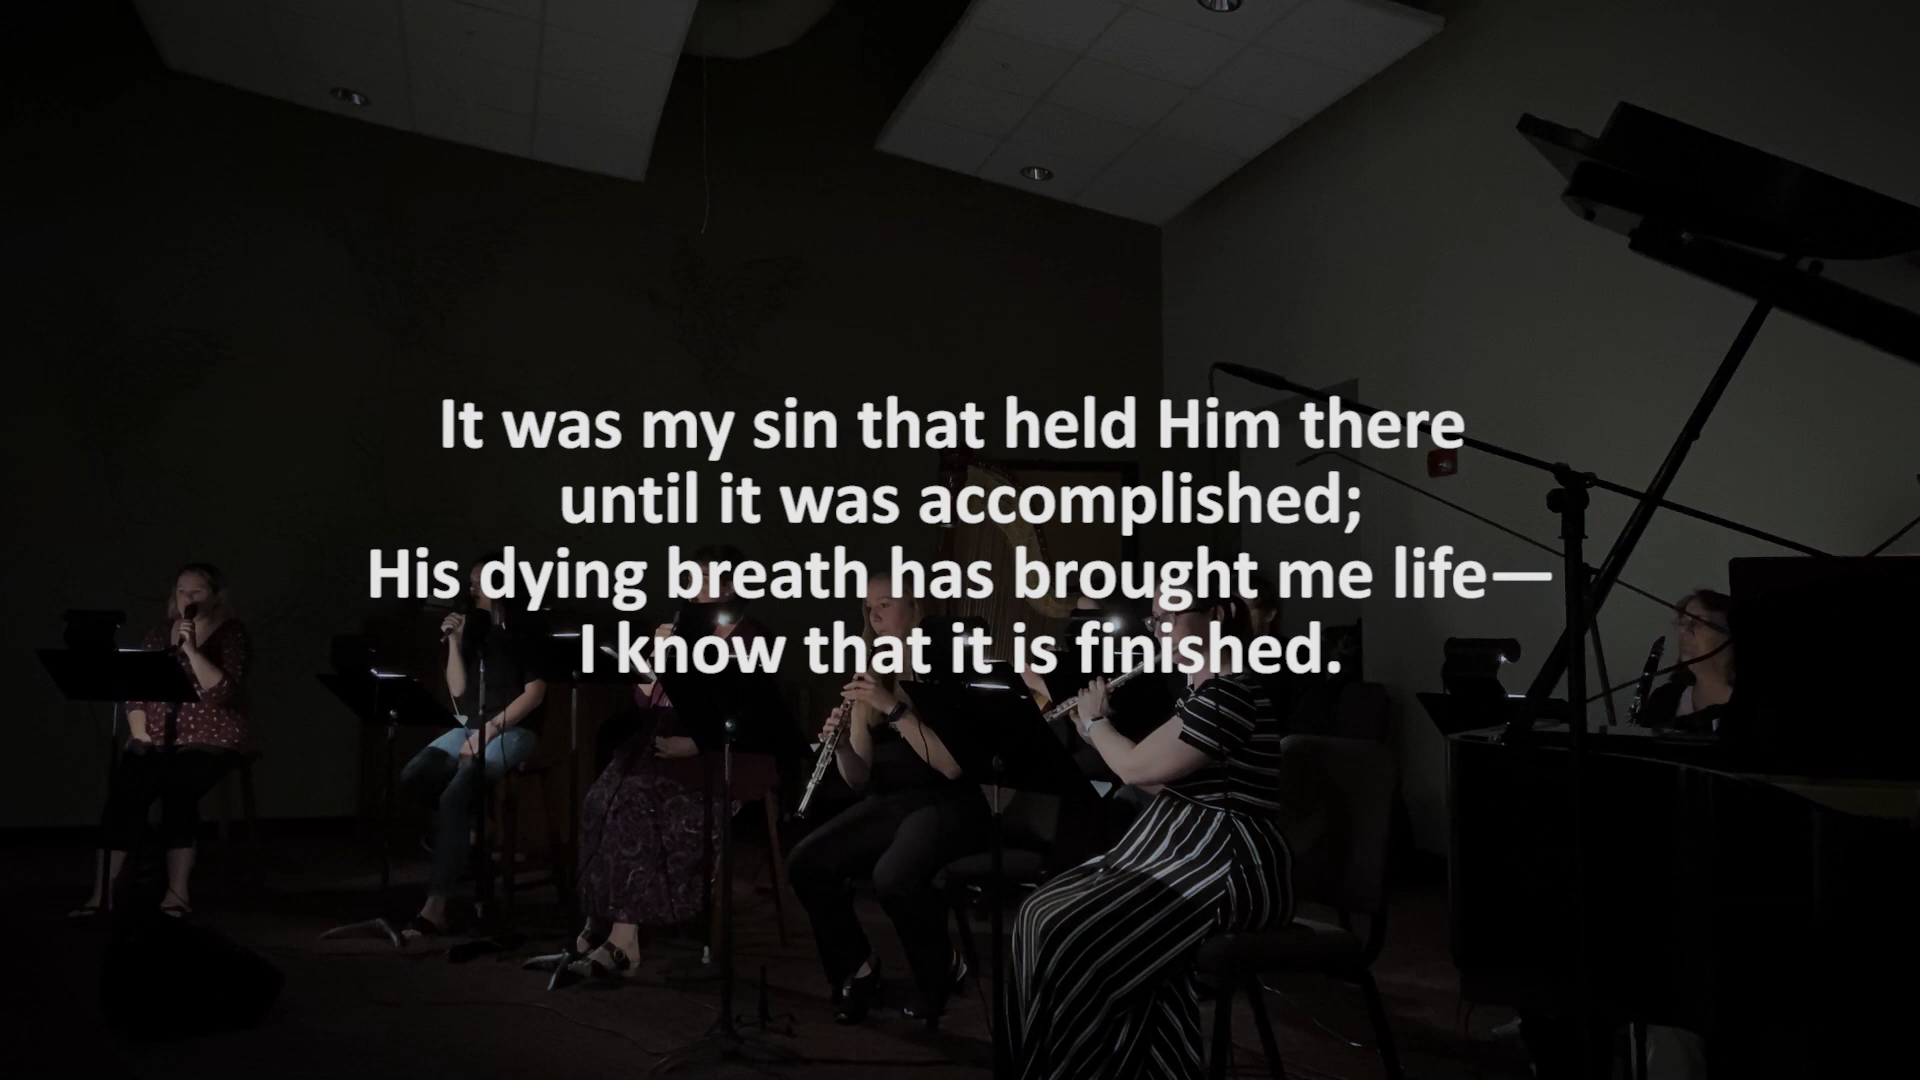 It was my sin that held Him there
until it was accomplished;
His dying breath has brought me life—
I know that it is finished.